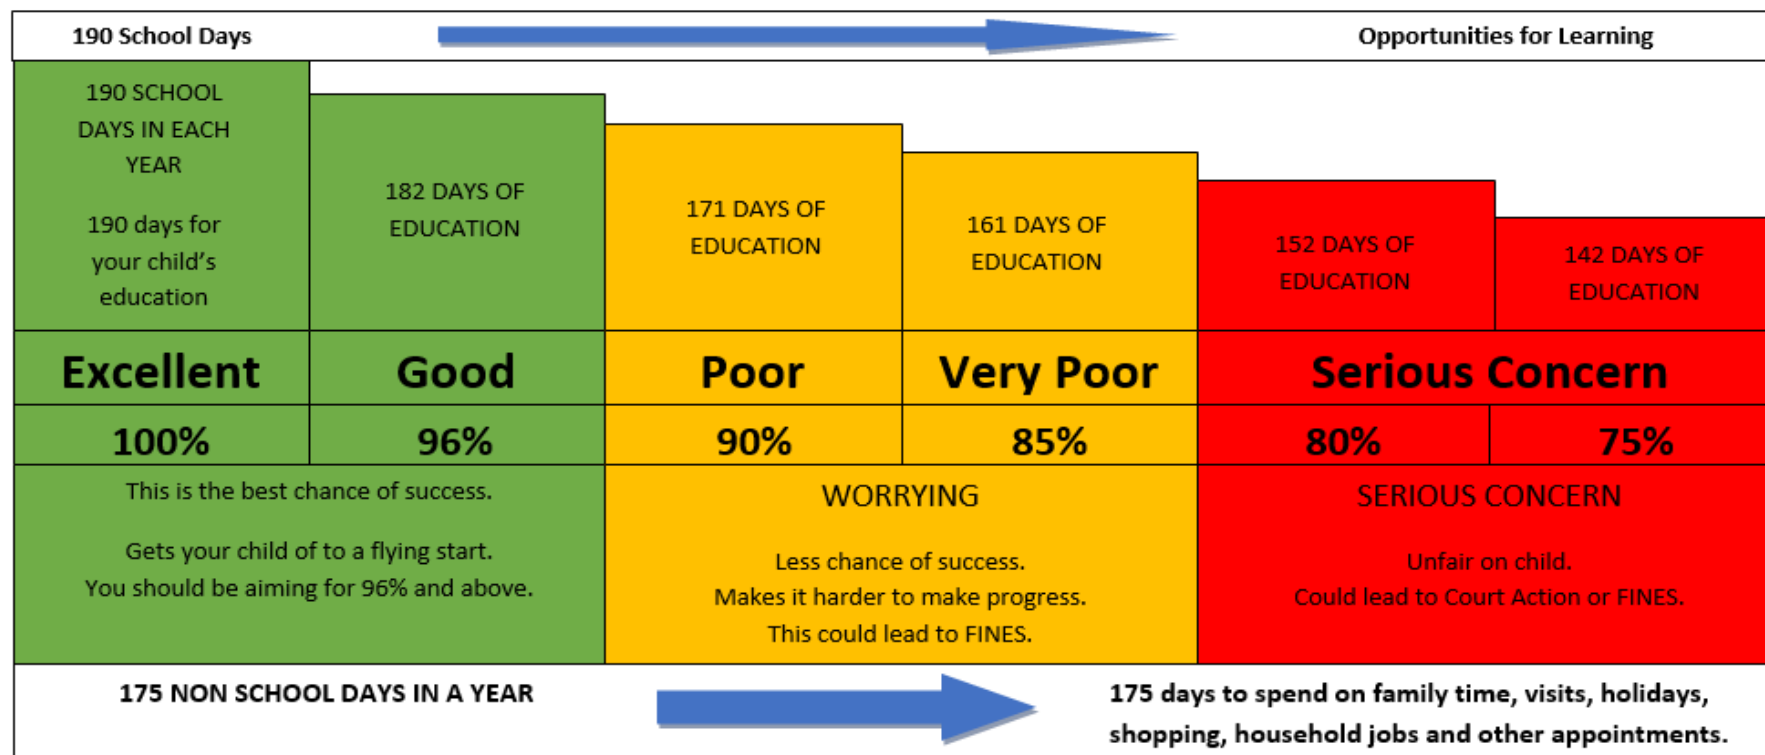 190 School Days
Opportunities for Learning
190 SCHOOL
DAYS IN EACH
YEAR
190 days for
your child's
education
182 DAYS OF
EDUCATION
171 DAYS OF
EDUCATION
161 DAYS OF
EDUCATION
152 DAYS OF
EDUCATION
142 DAYS OF
EDUCATION
Excellent
Good
Poor
Very Poor
Serious Concern
100%
96%
90%
85%
80%
75%
This is the best chance of success.
Gets your child of to a flying start.
You should be aiming for 96% and above.
WORRYING
Less chance of success.
Makes it harder to make progress.
This could lead to FINES.
SERIOUS CONCERN
Unfair on child.
Could lead to Court Action or FINES.
175 NON SCHOOL DAYS IN A YEAR
175 days to spend on family time, visits, holidays,
shopping, household jobs and other appointments.